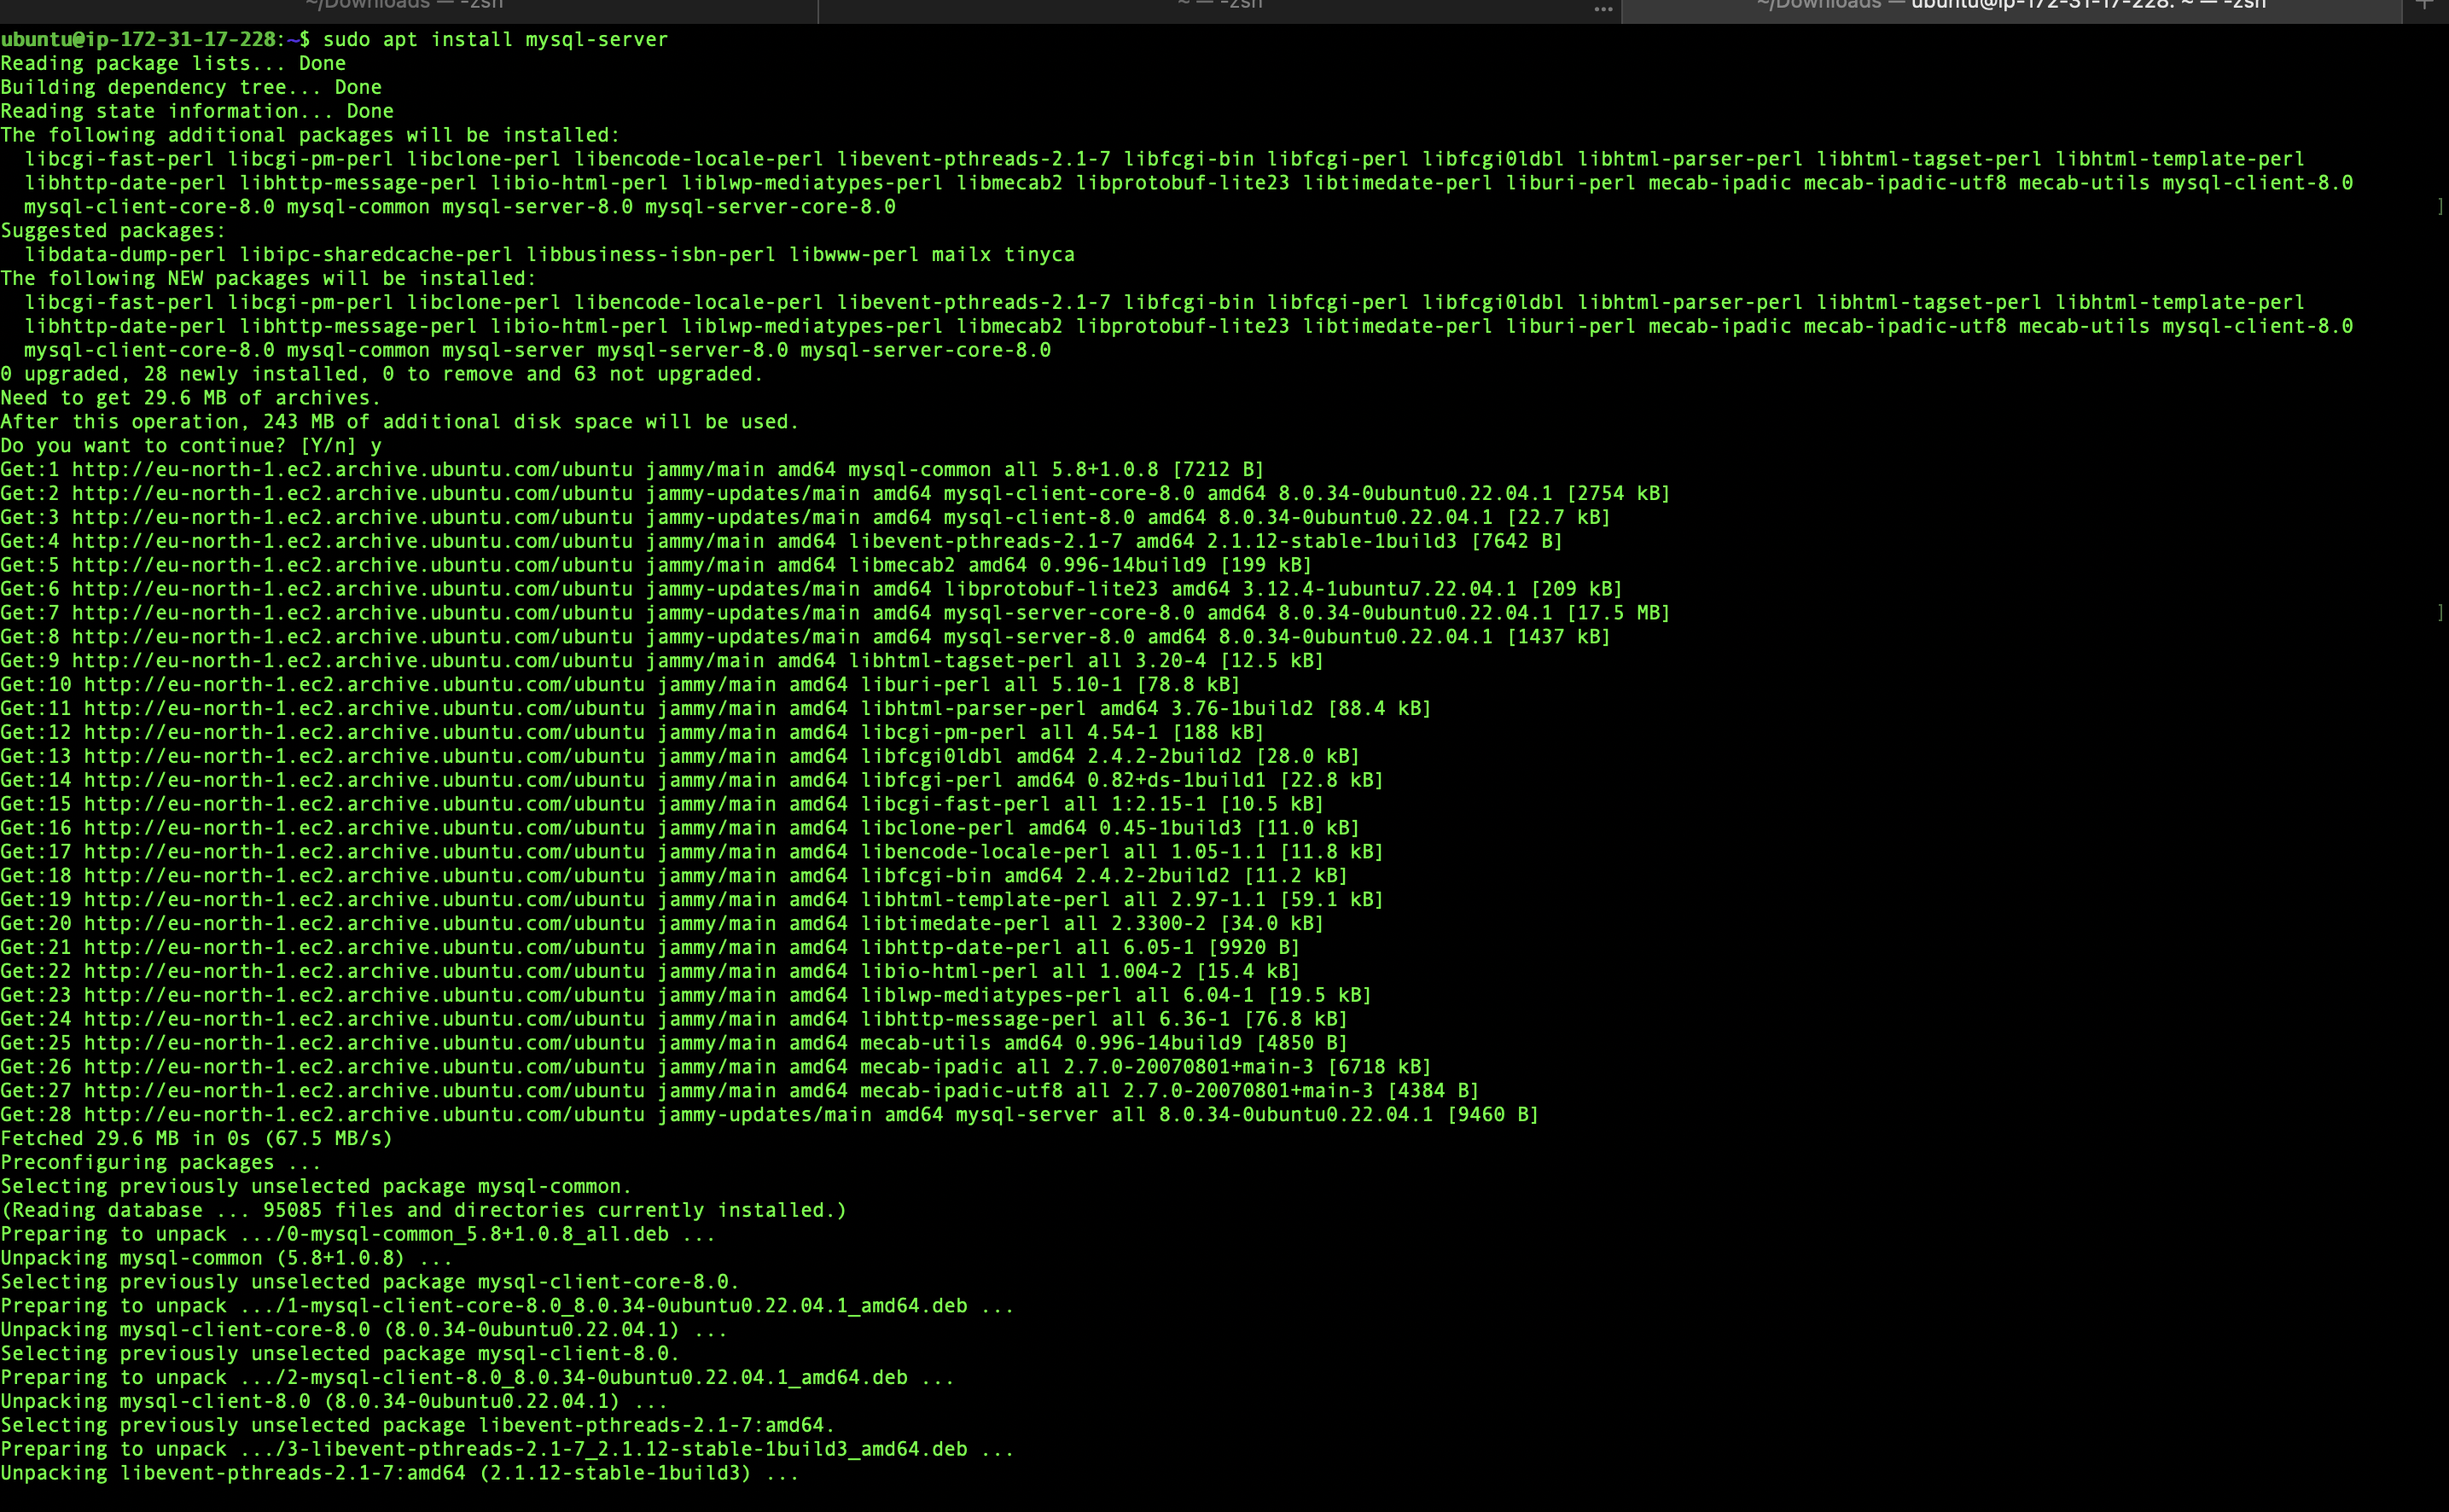 ~/Downloads — -zsh
~ — -zsh
...
~/Downloads — ubuntu@ip-172-31-17-228: ~ — -zsh
+
ubuntu@ip-172-31-17-228:~$ sudo apt install mysql-server
Reading package lists... Done
Building dependency tree... Done
Reading state information... Done
The following additional packages will be installed:
  libcgi-fast-perl libcgi-pm-perl libclone-perl libencode-locale-perl libevent-pthreads-2.1-7 libfcgi-bin libfcgi-perl libfcgi0ldbl libhtml-parser-perl libhtml-tagset-perl libhtml-template-perl
  libhttp-date-perl libhttp-message-perl libio-html-perl liblwp-mediatypes-perl libmecab2 libprotobuf-lite23 libtimedate-perl liburi-perl mecab-ipadic mecab-ipadic-utf8 mecab-utils mysql-client-8.0
  mysql-client-core-8.0 mysql-common mysql-server-8.0 mysql-server-core-8.0 ]
Suggested packages:
  libdata-dump-perl libipc-sharedcache-perl libbusiness-isbn-perl libwww-perl mailx tinyca
The following NEW packages will be installed:
  libcgi-fast-perl libcgi-pm-perl libclone-perl libencode-locale-perl libevent-pthreads-2.1-7 libfcgi-bin libfcgi-perl libfcgi0ldbl libhtml-parser-perl libhtml-tagset-perl libhtml-template-perl
  libhttp-date-perl libhttp-message-perl libio-html-perl liblwp-mediatypes-perl libmecab2 libprotobuf-lite23 libtimedate-perl liburi-perl mecab-ipadic mecab-ipadic-utf8 mecab-utils mysql-client-8.0
  mysql-client-core-8.0 mysql-common mysql-server mysql-server-8.0 mysql-server-core-8.0
0 upgraded, 28 newly installed, 0 to remove and 63 not upgraded.
Need to get 29.6 MB of archives.
After this operation, 243 MB of additional disk space will be used.
Do you want to continue? [Y/n] y
Get:1 http://eu-north-1.ec2.archive.ubuntu.com/ubuntu jammy/main amd64 mysql-common all 5.8+1.0.8 [7212 B]
Get:2 http://eu-north-1.ec2.archive.ubuntu.com/ubuntu jammy-updates/main amd64 mysql-client-core-8.0 amd64 8.0.34-0ubuntu0.22.04.1 [2754 kB]
Get:3 http://eu-north-1.ec2.archive.ubuntu.com/ubuntu jammy-updates/main amd64 mysql-client-8.0 amd64 8.0.34-0ubuntu0.22.04.1 [22.7 kB]
Get:4 http://eu-north-1.ec2.archive.ubuntu.com/ubuntu jammy/main amd64 libevent-pthreads-2.1-7 amd64 2.1.12-stable-1build3 [7642 B]
Get:5 http://eu-north-1.ec2.archive.ubuntu.com/ubuntu jammy/main amd64 libmecab2 amd64 0.996-14build9 [199 kB]
Get:6 http://eu-north-1.ec2.archive.ubuntu.com/ubuntu jammy-updates/main amd64 libprotobuf-lite23 amd64 3.12.4-1ubuntu7.22.04.1 [209 kB]
Get:7 http://eu-north-1.ec2.archive.ubuntu.com/ubuntu jammy-updates/main amd64 mysql-server-core-8.0 amd64 8.0.34-0ubuntu0.22.04.1 [17.5 MB] ]
Get:8 http://eu-north-1.ec2.archive.ubuntu.com/ubuntu jammy-updates/main amd64 mysql-server-8.0 amd64 8.0.34-0ubuntu0.22.04.1 [1437 kB]
Get:9 http://eu-north-1.ec2.archive.ubuntu.com/ubuntu jammy/main amd64 libhtml-tagset-perl all 3.20-4 [12.5 kB]
Get:10 http://eu-north-1.ec2.archive.ubuntu.com/ubuntu jammy/main amd64 liburi-perl all 5.10-1 [78.8 kB]
Get:11 http://eu-north-1.ec2.archive.ubuntu.com/ubuntu jammy/main amd64 libhtml-parser-perl amd64 3.76-1build2 [88.4 kB]
Get:12 http://eu-north-1.ec2.archive.ubuntu.com/ubuntu jammy/main amd64 libcgi-pm-perl all 4.54-1 [188 kB]
Get:13 http://eu-north-1.ec2.archive.ubuntu.com/ubuntu jammy/main amd64 libfcgi0ldbl amd64 2.4.2-2build2 [28.0 kB]
Get:14 http://eu-north-1.ec2.archive.ubuntu.com/ubuntu jammy/main amd64 libfcgi-perl amd64 0.82+ds-1build1 [22.8 kB]
Get:15 http://eu-north-1.ec2.archive.ubuntu.com/ubuntu jammy/main amd64 libcgi-fast-perl all 1:2.15-1 [10.5 kB]
Get:16 http://eu-north-1.ec2.archive.ubuntu.com/ubuntu jammy/main amd64 libclone-perl amd64 0.45-1build3 [11.0 kB]
Get:17 http://eu-north-1.ec2.archive.ubuntu.com/ubuntu jammy/main amd64 libencode-locale-perl all 1.05-1.1 [11.8 kB]
Get:18 http://eu-north-1.ec2.archive.ubuntu.com/ubuntu jammy/main amd64 libfcgi-bin amd64 2.4.2-2build2 [11.2 kB]
Get:19 http://eu-north-1.ec2.archive.ubuntu.com/ubuntu jammy/main amd64 libhtml-template-perl all 2.97-1.1 [59.1 kB]
Get:20 http://eu-north-1.ec2.archive.ubuntu.com/ubuntu jammy/main amd64 libtimedate-perl all 2.3300-2 [34.0 kB]
Get:21 http://eu-north-1.ec2.archive.ubuntu.com/ubuntu jammy/main amd64 libhttp-date-perl all 6.05-1 [9920 B]
Get:22 http://eu-north-1.ec2.archive.ubuntu.com/ubuntu jammy/main amd64 libio-html-perl all 1.004-2 [15.4 kB]
Get:23 http://eu-north-1.ec2.archive.ubuntu.com/ubuntu jammy/main amd64 liblwp-mediatypes-perl all 6.04-1 [19.5 kB]
Get:24 http://eu-north-1.ec2.archive.ubuntu.com/ubuntu jammy/main amd64 libhttp-message-perl all 6.36-1 [76.8 kB]
Get:25 http://eu-north-1.ec2.archive.ubuntu.com/ubuntu jammy/main amd64 mecab-utils amd64 0.996-14build9 [4850 B]
Get:26 http://eu-north-1.ec2.archive.ubuntu.com/ubuntu jammy/main amd64 mecab-ipadic all 2.7.0-20070801+main-3 [6718 kB]
Get:27 http://eu-north-1.ec2.archive.ubuntu.com/ubuntu jammy/main amd64 mecab-ipadic-utf8 all 2.7.0-20070801+main-3 [4384 B]
Get:28 http://eu-north-1.ec2.archive.ubuntu.com/ubuntu jammy-updates/main amd64 mysql-server all 8.0.34-0ubuntu0.22.04.1 [9460 B]
Fetched 29.6 MB in 0s (67.5 MB/s)
Preconfiguring packages ...
Selecting previously unselected package mysql-common.
(Reading database ... 95085 files and directories currently installed.)
Preparing to unpack .../0-mysql-common_5.8+1.0.8_all.deb ...
Unpacking mysql-common (5.8+1.0.8) ...
Selecting previously unselected package mysql-client-core-8.0.
Preparing to unpack .../1-mysql-client-core-8.0_8.0.34-0ubuntu0.22.04.1_amd64.deb ...
Unpacking mysql-client-core-8.0 (8.0.34-0ubuntu0.22.04.1) ...
Selecting previously unselected package mysql-client-8.0.
Preparing to unpack .../2-mysql-client-8.0_8.0.34-0ubuntu0.22.04.1_amd64.deb ...
Unpacking mysql-client-8.0 (8.0.34-0ubuntu0.22.04.1) ...
Selecting previously unselected package libevent-pthreads-2.1-7:amd64.
Preparing to unpack .../3-libevent-pthreads-2.1-7_2.1.12-stable-1build3_amd64.deb ...
Unpacking libevent-pthreads-2.1-7:amd64 (2.1.12-stable-1build3) ...